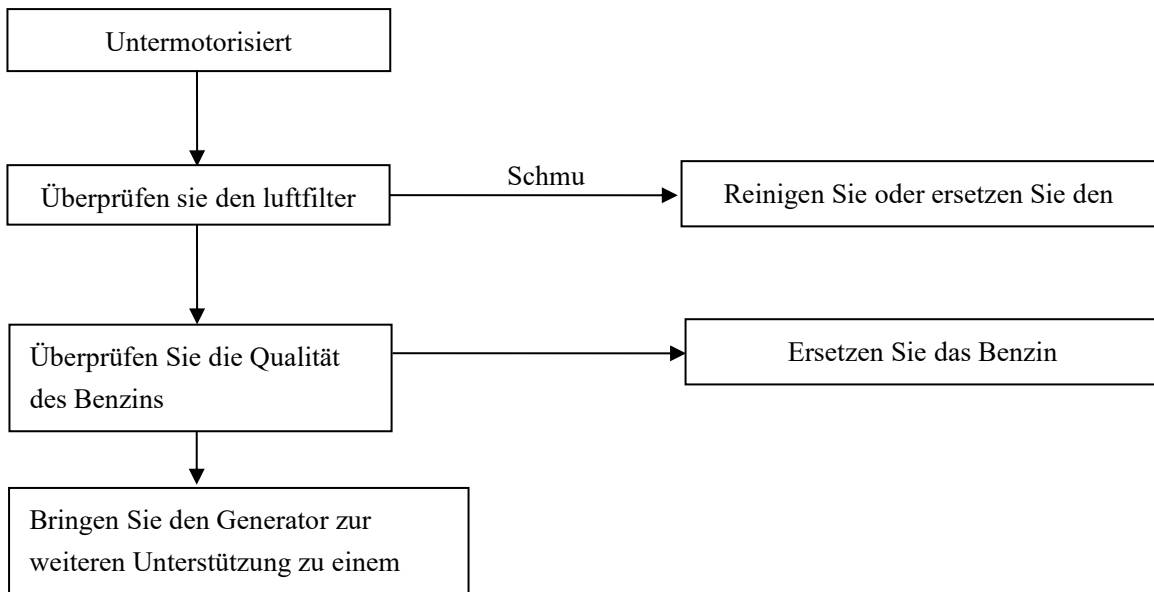 Untermotorisiert
Überprüfen sie den luftfilter
Schmu
Reinigen Sie oder ersetzen Sie den
Überprüfen Sie die Qualität
des Benzins
Ersetzen Sie das Benzin
Bringen Sie den Generator zur
weiteren Unterstützung zu einem